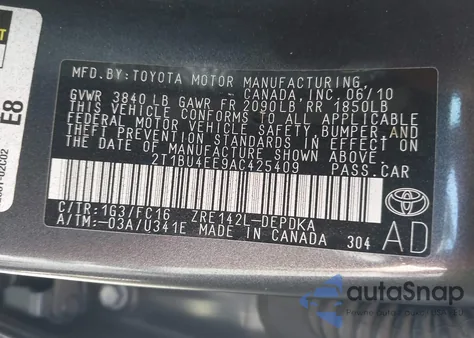 MFD.BY:TOYOTA MOTOR MANUFACTURING,
CANADA, INC. 06/10
GVWR 3840LB GAWR FR 2090LB RR 1850LB
THIS VEHICLE CONFORMS TO ALL APPLICABLE
FEDERAL MOTOR VEHICLE SAFETY, BUMPER, AND
THEFT PREVENTION STANDARDS IN EFFECT ON
THE DATE OF MANUFACTURE SHOWN ABOVE.
2T1BU4EE9AC425409 PASS.CAR
C/TR:1G3/FC16 ZRE142L-DEPDKA
A/TM:-03A/U341E MADE IN CANADA 304
TOYOTA
AD
E8
autoSnap